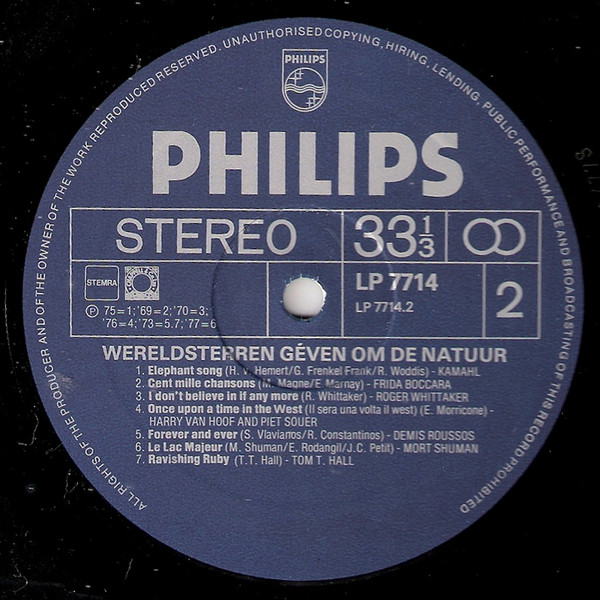 ALL RIGHTS OF THE PRODUCER AND OF THE OWNER OF THE WORK REPRODUCED RESERVED. UNAUTHORISED COPYING, HIRING, LENDING, PUBLIC PERFORMANCE AND BROADCASTING OF THIS RECORD PROHIBITED
PHILIPS
PHILIPS
STEREO 33⅓
STEMRA
LP 7714
LP 7714.2
2
Ⓟ 75=1; '69=2; '70=3;
'76=4; '73=5.7; '77=6
WERELDSTERREN GÉVEN OM DE NATUUR
1. Elephant song (H. V. Hemert/G. Frenkel Frank/R. Woddis) - KAMAHL
2. Cent mille chansons (M. Magne/E. Marnay) - FRIDA BOCCARA
3. I don't believe in if any more (R. Whittaker) - ROGER WHITTAKER
4. Once upon a time in the West (Il sera una volta il west) (E. Morricone) -
HARRY VAN HOOF AND PIET SOUER
5. Forever and ever (S. Vlavianos/R. Constantinos) - DEMIS ROUSSOS
6. Le Lac Majeur (M. Shuman/E. Rodangil/J.C. Petit) - MORT SHUMAN
7. Ravishing Ruby (T.T. Hall) - TOM T. HALL